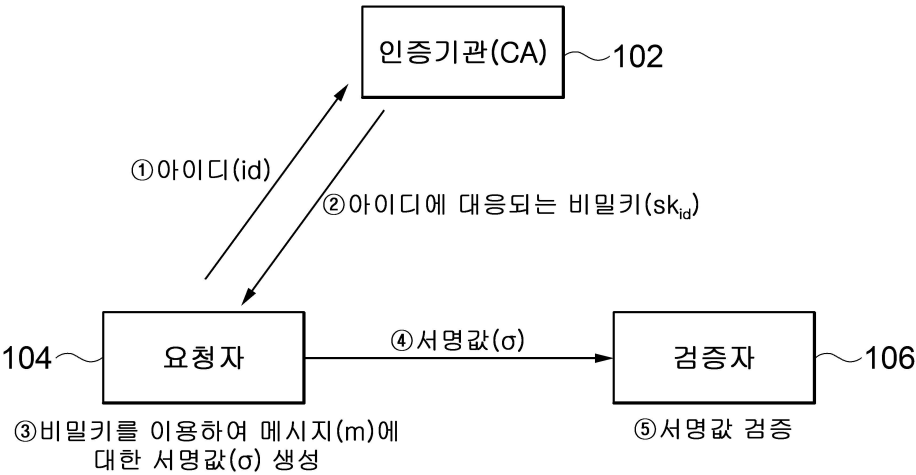 인증기관(CA)
102
①아이디(id)
②아이디에 대응되는 비밀키(skid)
104
요청자
④서명값(σ)
검증자
106
③비밀키를 이용하여 메시지(m)에
대한 서명값(σ) 생성
⑤서명값 검증